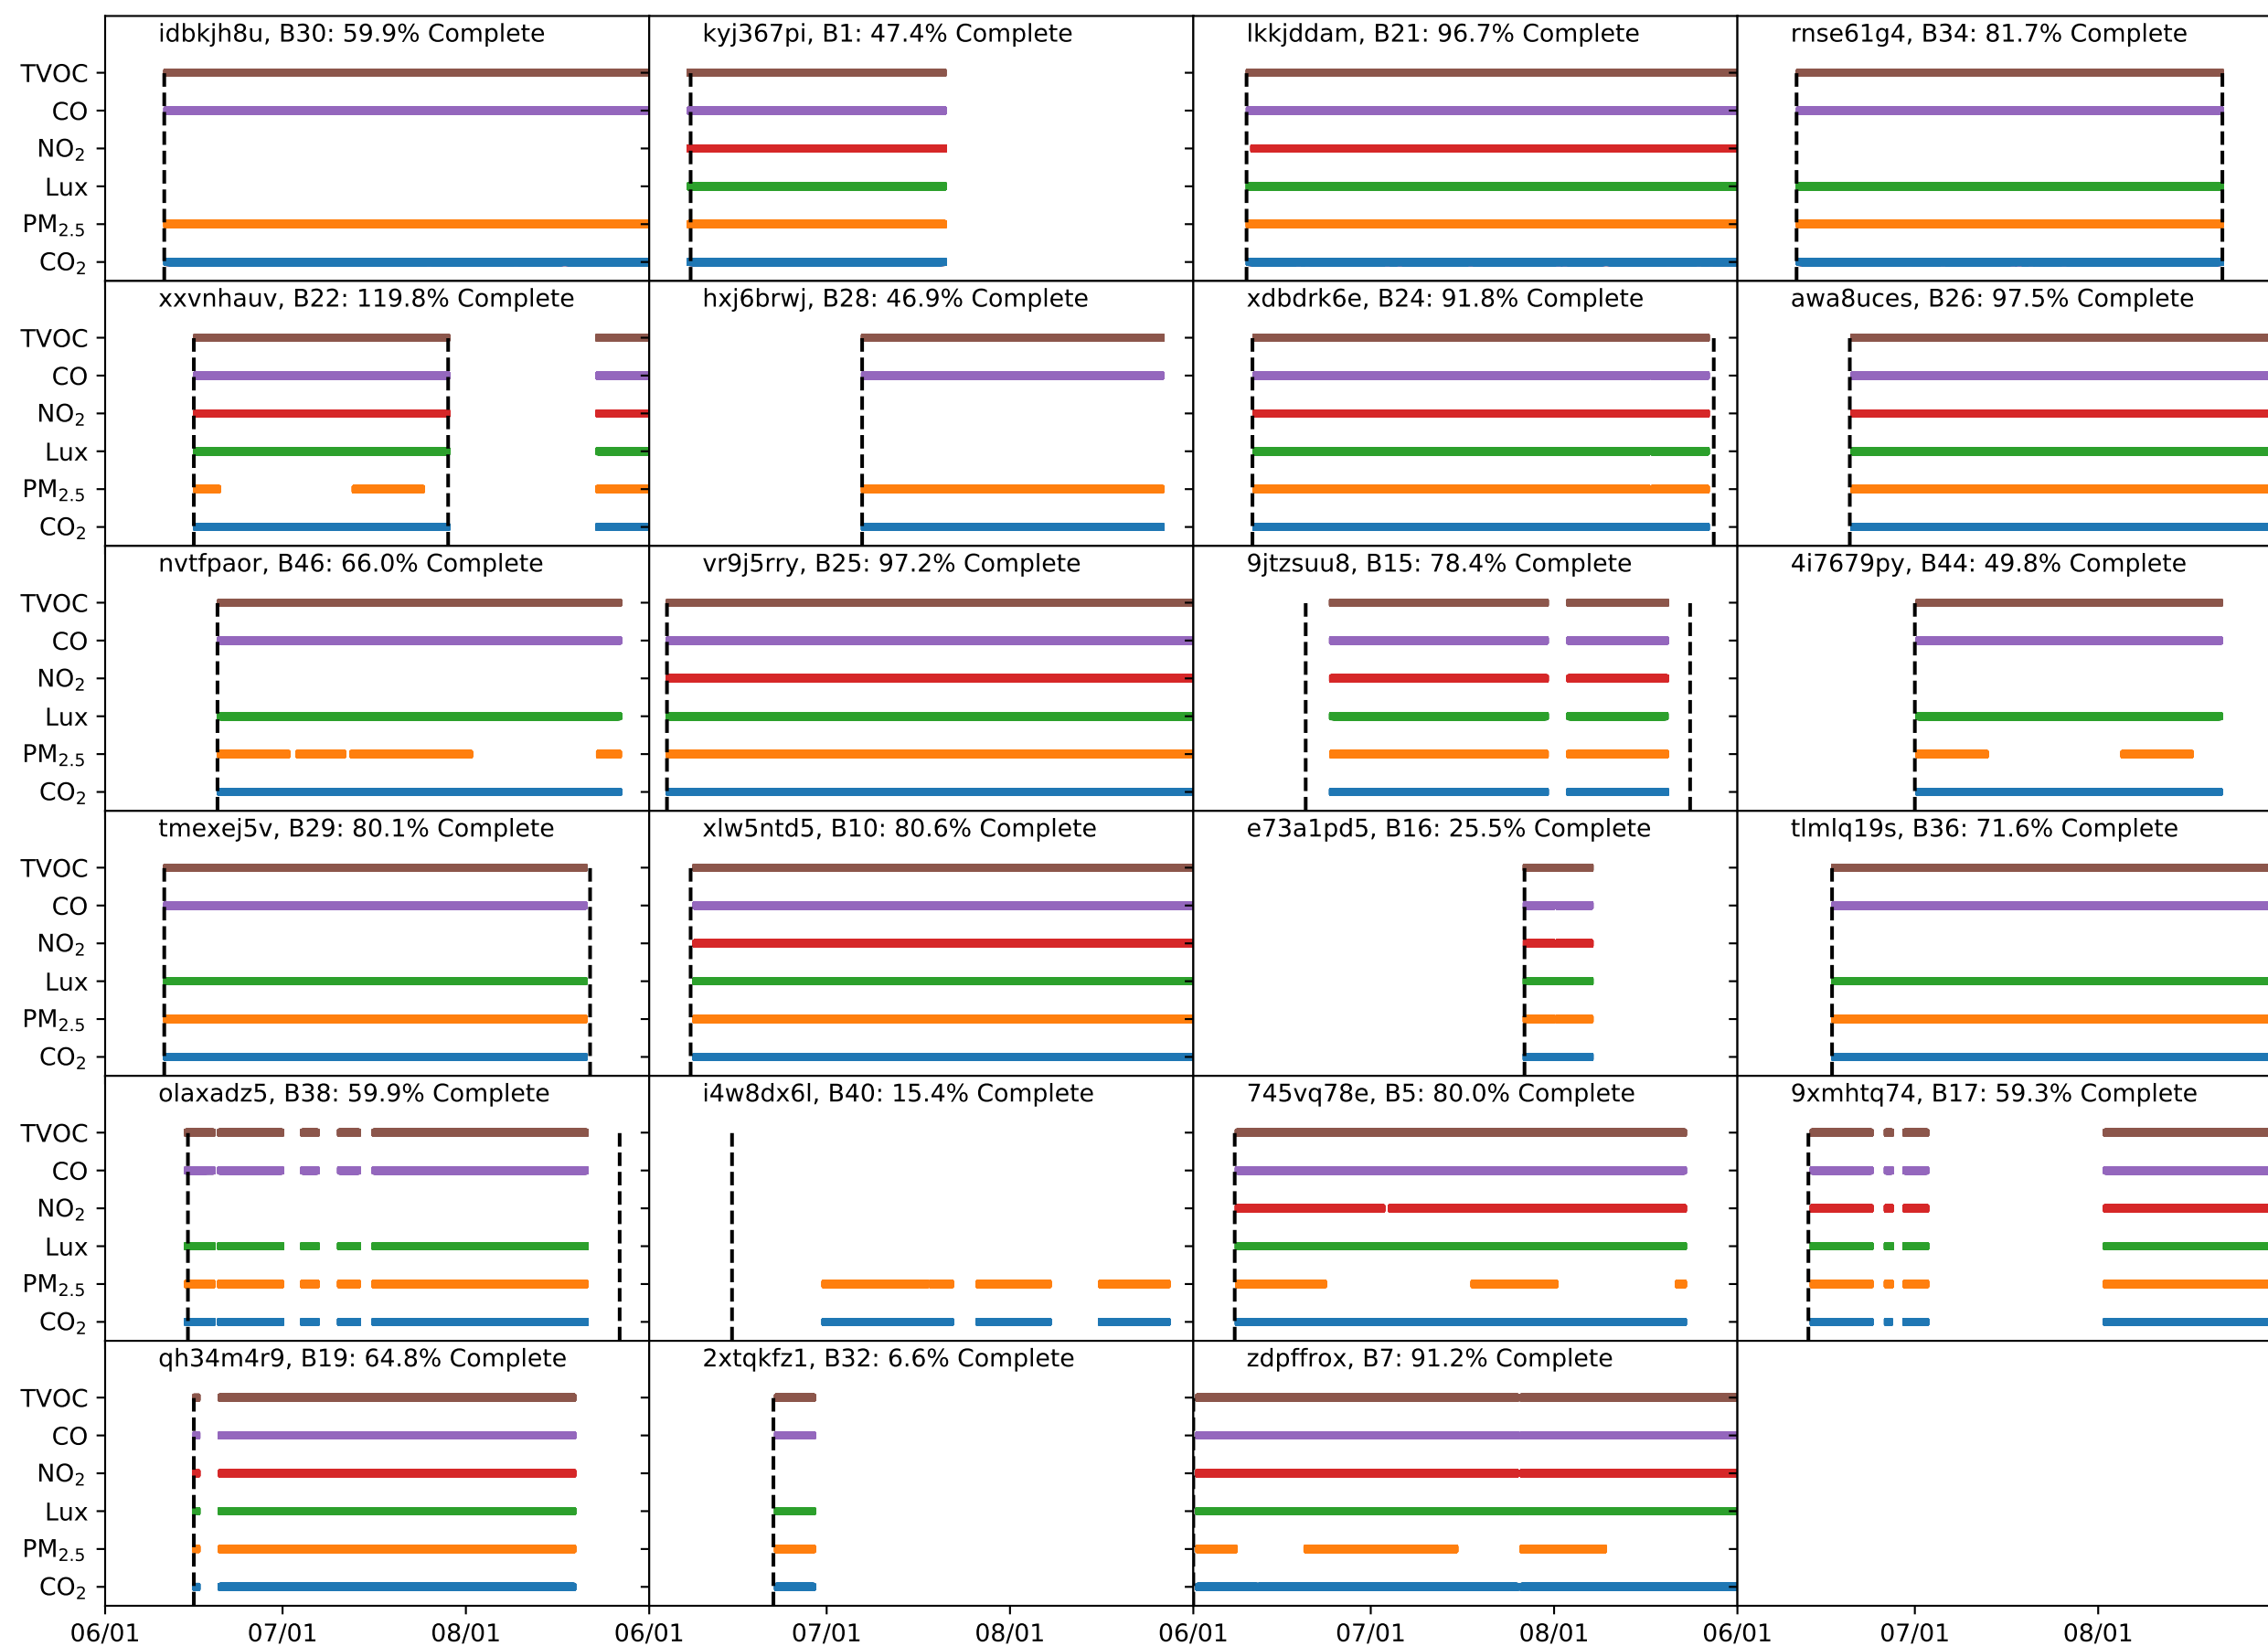 idbkjh8u, B30: 59.9% Complete
kyj367pi, B1: 47.4% Complete
lkkjddam, B21: 96.7% Complete
rnse61g4, B34: 81.7% Complete
TVOC
CO
NO₂
Lux
PM₂.₅
CO₂
xxvnhauv, B22: 119.8% Complete
hxj6brwj, B28: 46.9% Complete
xdbdrk6e, B24: 91.8% Complete
awa8uces, B26: 97.5% Complete
TVOC
CO
NO₂
Lux
PM₂.₅
CO₂
nvtfpaor, B46: 66.0% Complete
vr9j5rry, B25: 97.2% Complete
9jtzsuu8, B15: 78.4% Complete
4i7679py, B44: 49.8% Complete
TVOC
CO
NO₂
Lux
PM₂.₅
CO₂
tmexej5v, B29: 80.1% Complete
xlw5ntd5, B10: 80.6% Complete
e73a1pd5, B16: 25.5% Complete
tlmlq19s, B36: 71.6% Complete
TVOC
CO
NO₂
Lux
PM₂.₅
CO₂
olaxadz5, B38: 59.9% Complete
i4w8dx6l, B40: 15.4% Complete
745vq78e, B5: 80.0% Complete
9xmhtq74, B17: 59.3% Complete
TVOC
CO
NO₂
Lux
PM₂.₅
CO₂
qh34m4r9, B19: 64.8% Complete
2xtqkfz1, B32: 6.6% Complete
zdpffrox, B7: 91.2% Complete
TVOC
CO
NO₂
Lux
PM₂.₅
CO₂
06/01 07/01 08/01 06/01 07/01 08/01 06/01 07/01 08/01 06/01 07/01 08/01